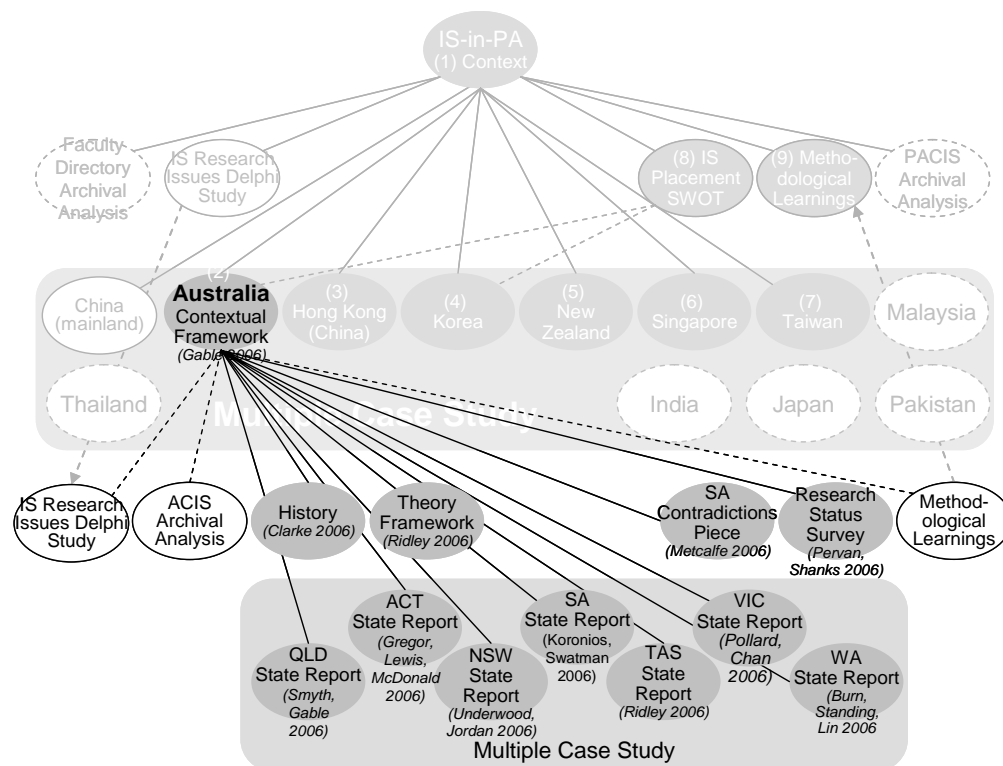 IS-in-PA
(1) Context
Faculty
Directory
Archival
Analysis
IS Research
Issues Delphi
Study
(8) IS
Placement
SWOT
(9) Metho-
dological
Learnings
PACIS
Archival
Analysis
China
(mainland)
(2)
Australia
Contextual
Framework
(Gable 2006)
(3)
Hong Kong
(China)
(4)
Korea
(5)
New
Zealand
(6)
Singapore
(7)
Taiwan
Malaysia
Thailand
Multiple Case Study
India
Japan
Pakistan
IS Research
Issues Delphi
Study
ACIS
Archival
Analysis
History
(Clarke 2006)
Theory
Framework
(Ridley 2006)
SA
Contradictions
Piece
(Metcalfe 2006)
Research
Status
Survey
(Pervan,
Shanks 2006)
Method-
ological
Learnings
QLD
State Report
(Smyth,
Gable
2006)
ACT
State Report
(Gregor,
Lewis,
McDonald
2006)
NSW
State
Report
(Underwood,
Jordan 2006)
SA
State Report
(Koronios,
Swatman
2006)
TAS
State
Report
(Ridley 2006)
VIC
State Report
(Pollard,
Chan
2006)
WA
State Report
(Burn,
Standing,
Lin 2006
Multiple Case Study